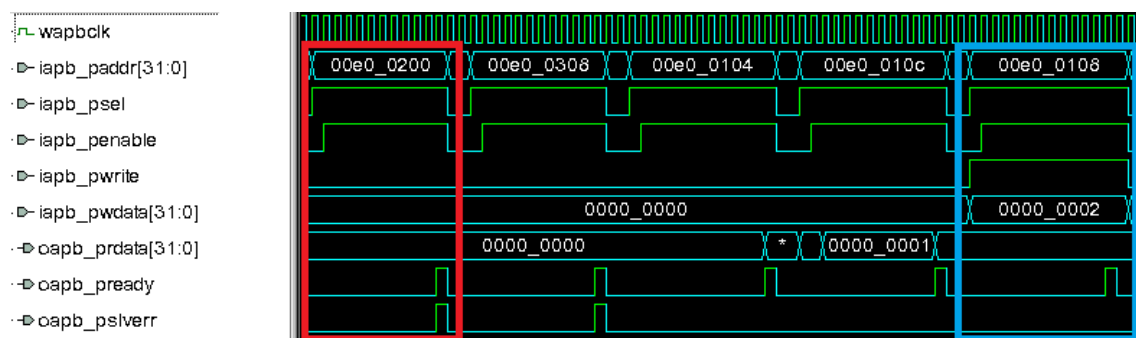 wapbclk
iapb_paddr[31:0] 00e0_0200 00e0_0308 00e0_0104 00e0_010c 00e0_0108
iapb_psel
iapb_penable
iapb_pwrite
iapb_pwdata[31:0] 0000_0000 0000_0002
oapb_prdata[31:0] 0000_0000 * 0000_0001
oapb_pready
oapb_pslverr